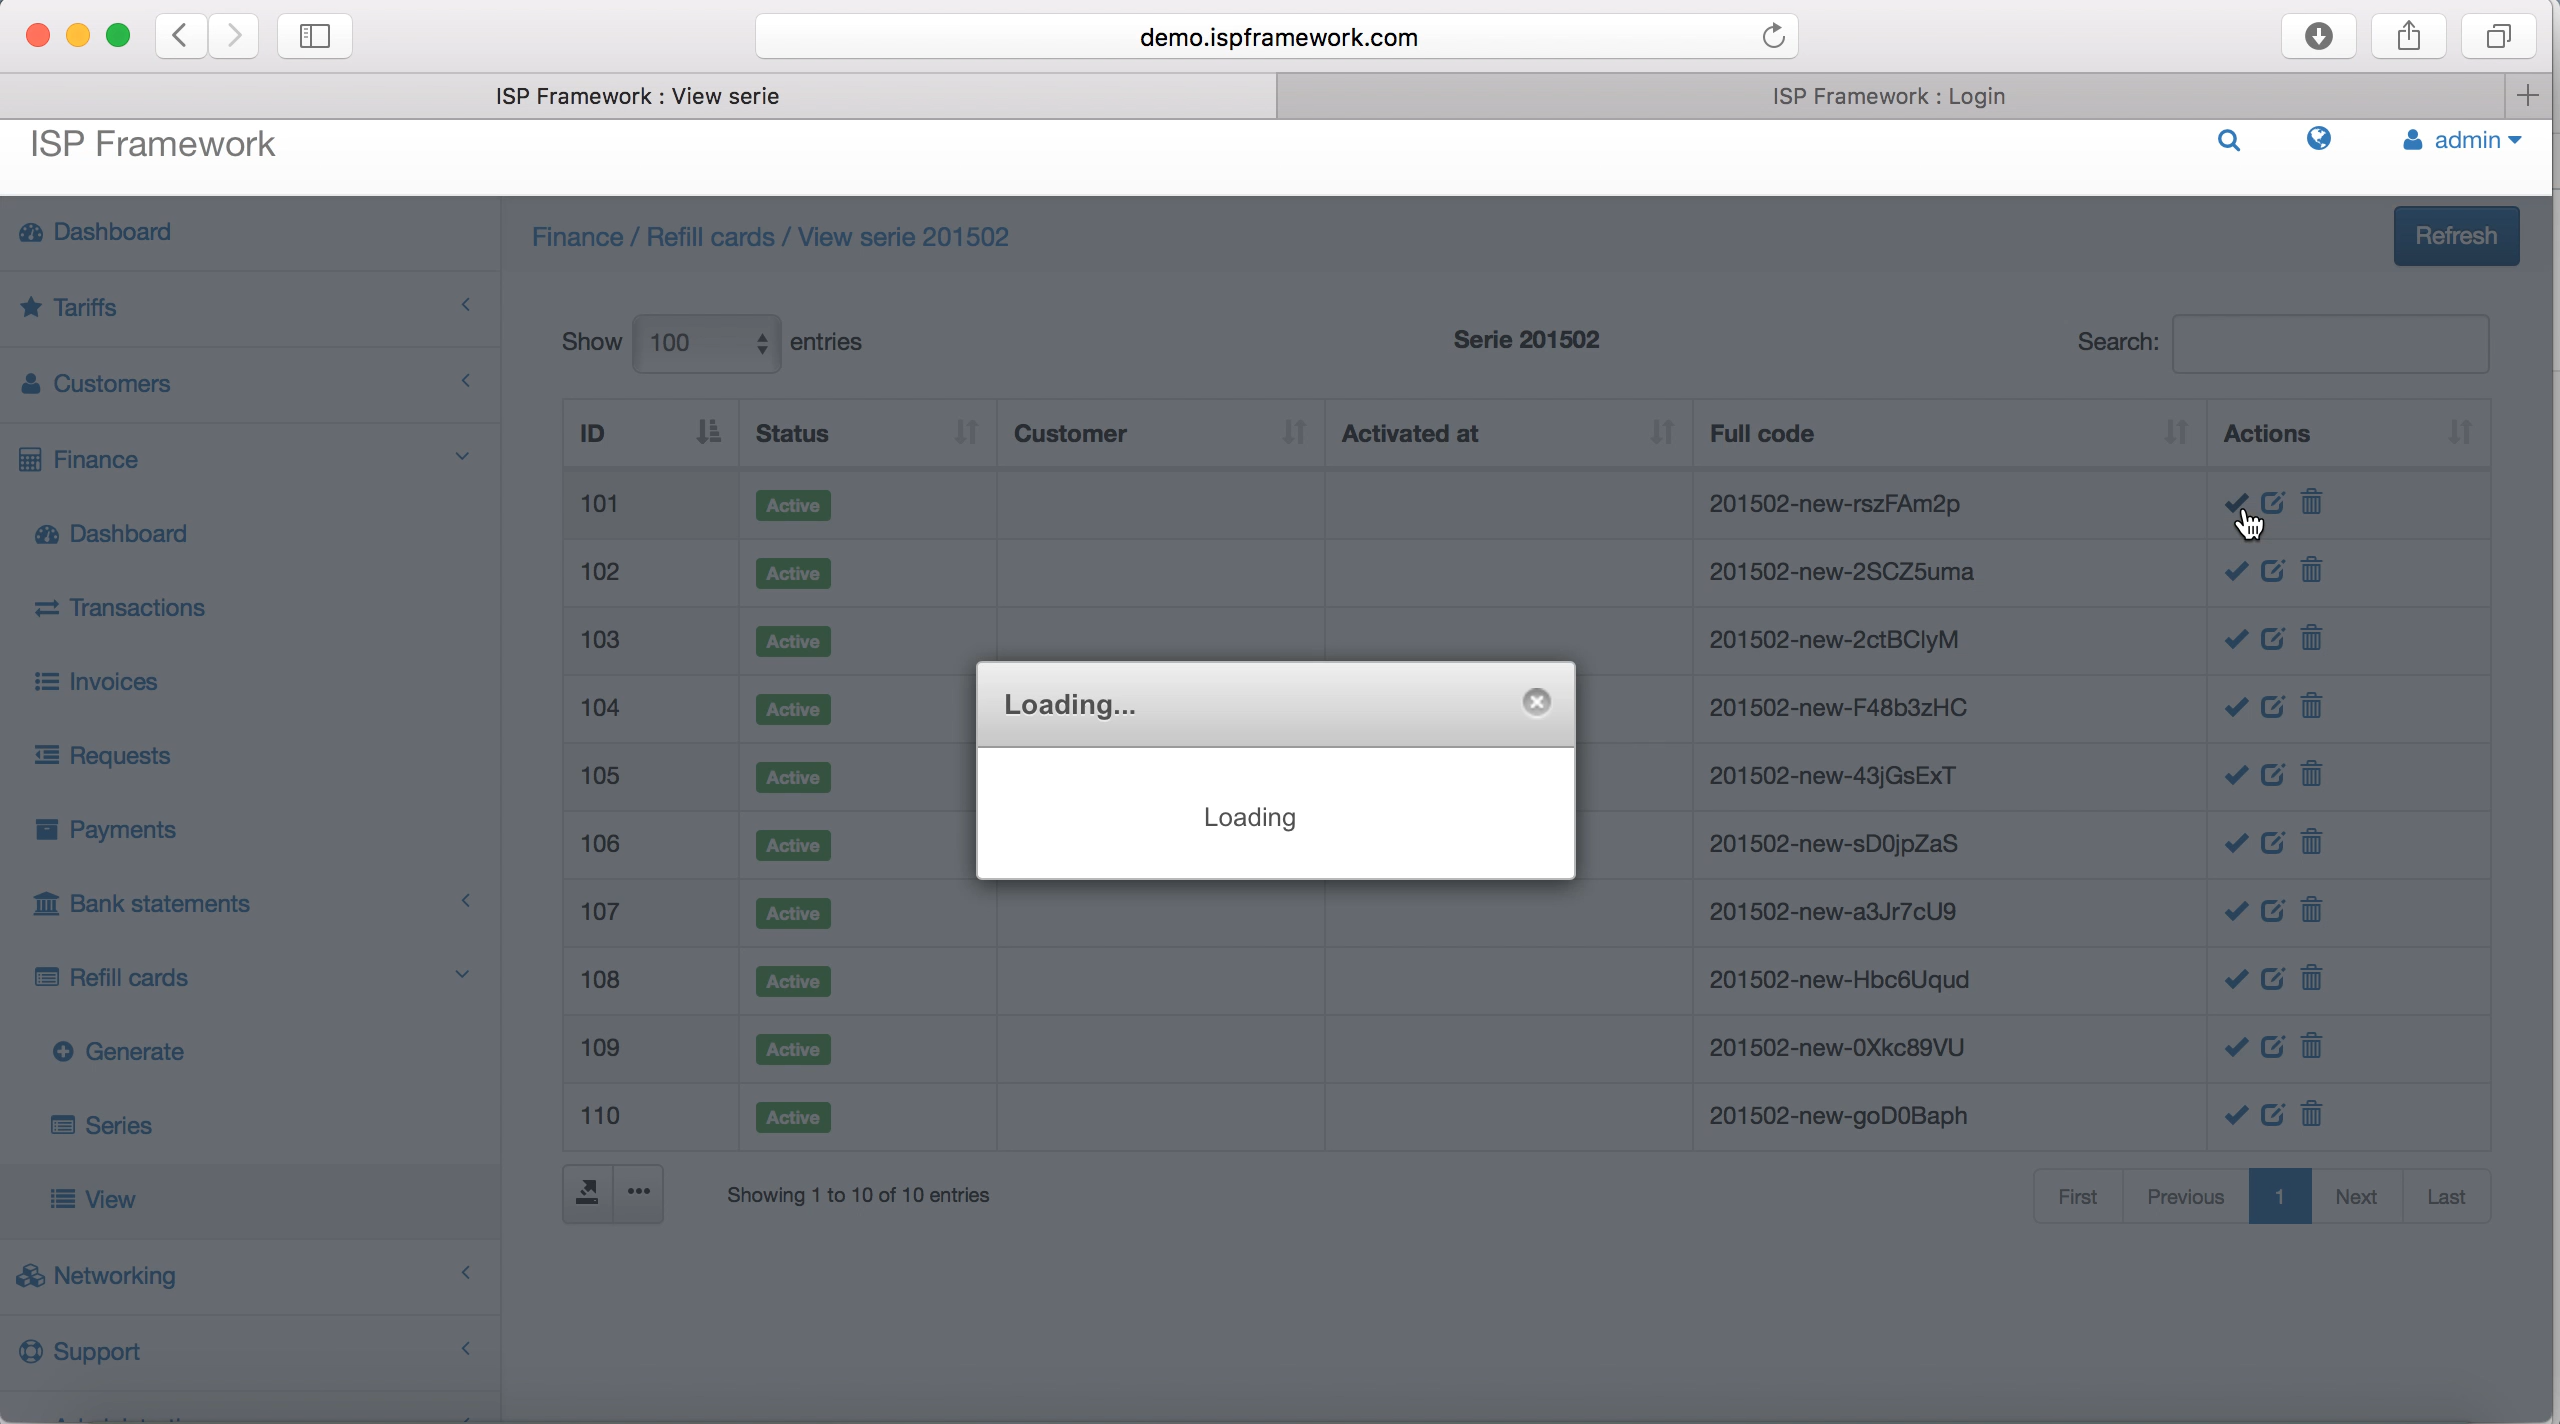 demo.ispframework.com
ISP Framework : View serie
ISP Framework : Login
ISP Framework
admin
Dashboard
Tariffs
Customers
Finance
Dashboard
Transactions
Invoices
Requests
Payments
Bank statements
Refill cards
Generate
Series
View
Networking
Support
Finance / Refill cards / View serie 201502
Refresh
Show 100 entries
Serie 201502
Search:
ID Status Customer Activated at Full code Actions
101 Active 201502-new-rszFAm2p
102 Active 201502-new-2SCZ5uma
103 Active 201502-new-2ctBClyM
104 Active 201502-new-F48b3zHC
105 Active 201502-new-43jGsExT
106 Active 201502-new-sD0jpZaS
107 Active 201502-new-a3Jr7cU9
108 Active 201502-new-Hbc6Uqud
109 Active 201502-new-0Xkc89VU
110 Active 201502-new-goD0Baph
Loading...
Loading
Showing 1 to 10 of 10 entries
First Previous 1 Next Last